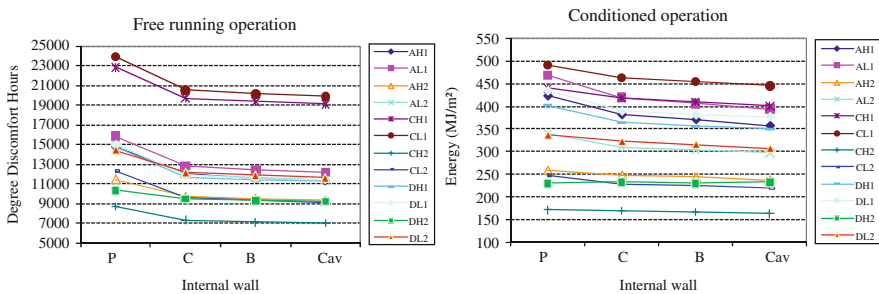 Free running operation
Degree Discomfort Hours
25000
23000
21000
19000
17000
15000
13000
11000
9000
7000
5000
P C B Cav
Internal wall
AH1
AL1
AH2
AL2
CH1
CL1
CH2
CL2
DH1
DL1
DH2
DL2
Conditioned operation
Energy (MJ/m²)
550
500
450
400
350
300
250
200
150
100
P C B Cav
Internal wall
AH1
AL1
AH2
AL2
CH1
CL1
CH2
CL2
DH1
DL1
DH2
DL2